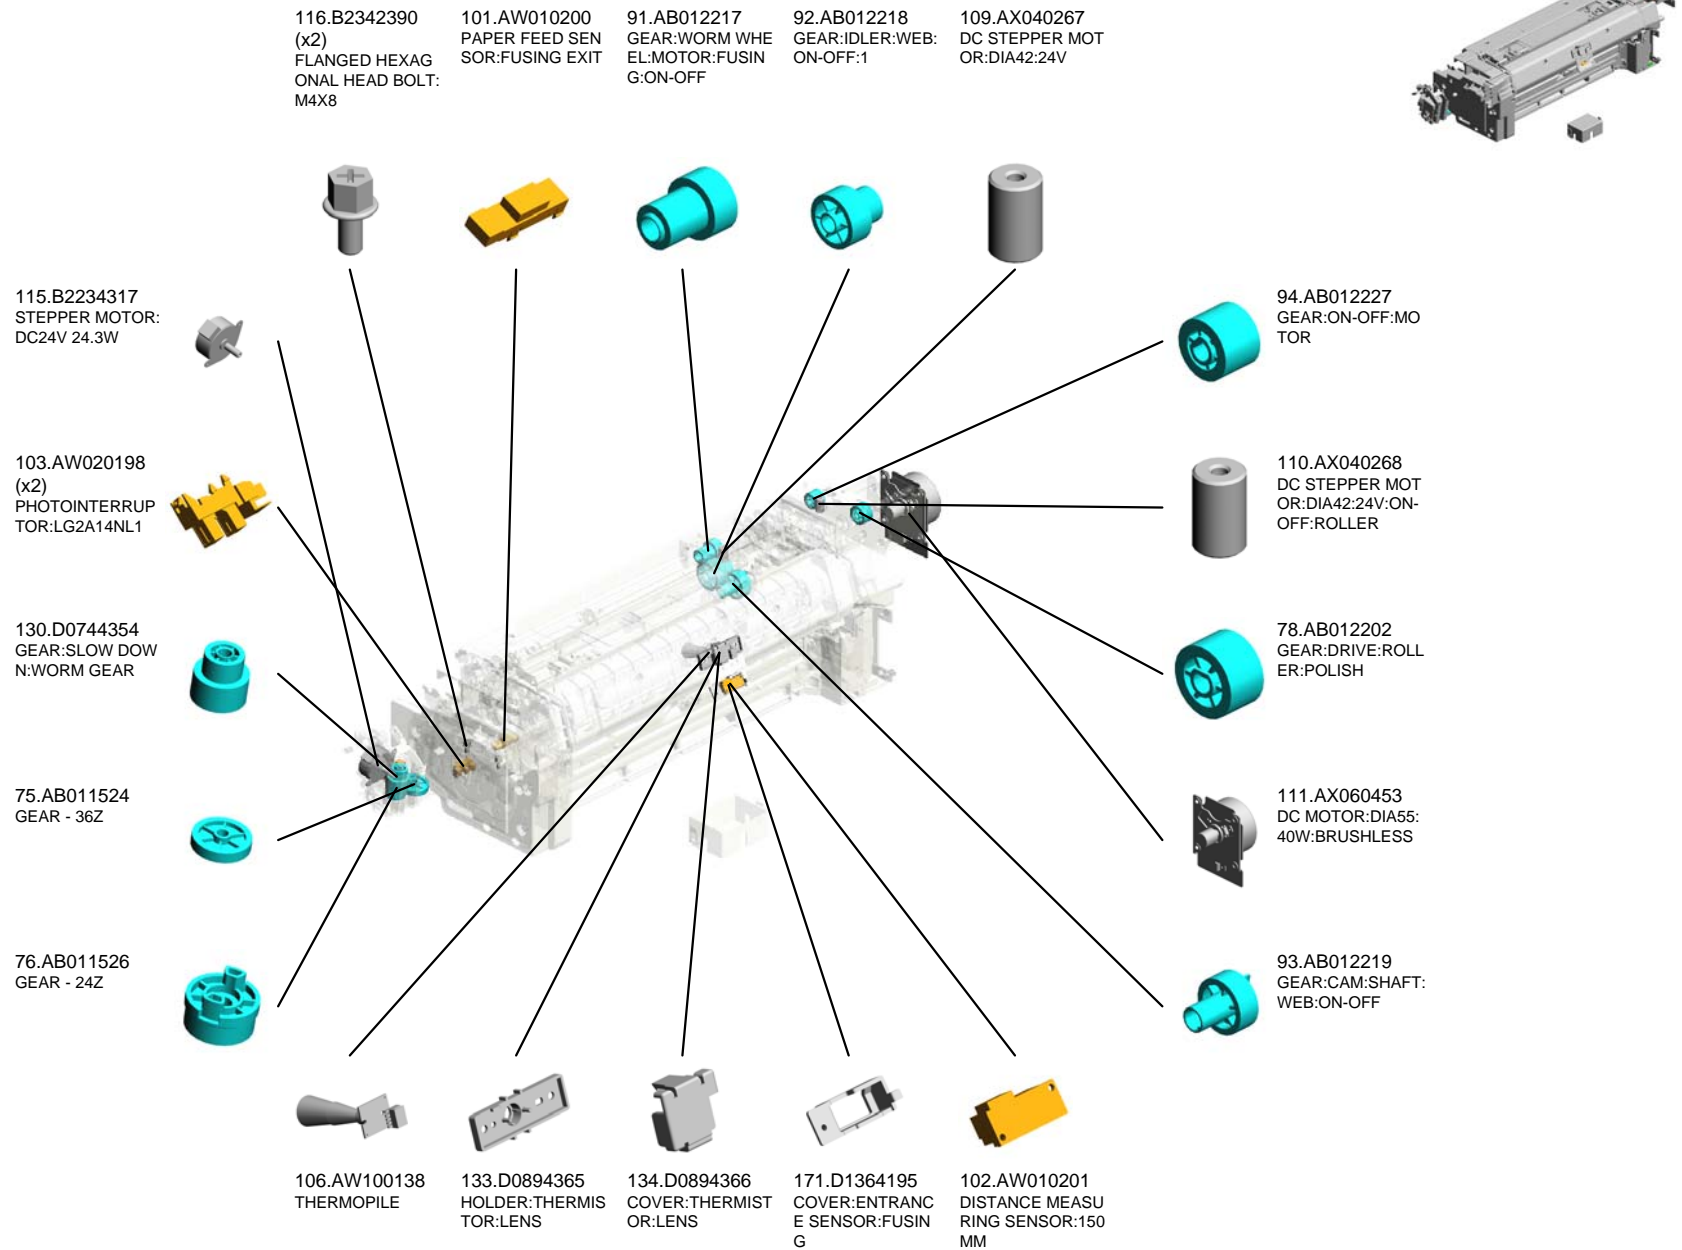 116.B2342390
(x2)
FLANGED HEXAG
ONAL HEAD BOLT:
M4X8
101.AW010200
PAPER FEED SEN
SOR:FUSING EXIT
91.AB012217
GEAR:WORM WHE
EL:MOTOR:FUSIN
G:ON-OFF
92.AB012218
GEAR:IDLER:WEB:
ON-OFF:1
109.AX040267
DC STEPPER MOT
OR:DIA42:24V
115.B2234317
STEPPER MOTOR:
DC24V 24.3W
94.AB012227
GEAR:ON-OFF:MO
TOR
103.AW020198
(x2)
PHOTOINTERRUP
TOR:LG2A14NL1
110.AX040268
DC STEPPER MOT
OR:DIA42:24V:ON-
OFF:ROLLER
130.D0744354
GEAR:SLOW DOW
N:WORM GEAR
78.AB012202
GEAR:DRIVE:ROLL
ER:POLISH
75.AB011524
GEAR - 36Z
111.AX060453
DC MOTOR:DIA55:
40W:BRUSHLESS
76.AB011526
GEAR - 24Z
93.AB012219
GEAR:CAM:SHAFT:
WEB:ON-OFF
106.AW100138
THERMOPILE
133.D0894365
HOLDER:THERMIS
TOR:LENS
134.D0894366
COVER:THERMIST
OR:LENS
171.D1364195
COVER:ENTRANC
E SENSOR:FUSIN
G
102.AW010201
DISTANCE MEASU
RING SENSOR:150
MM